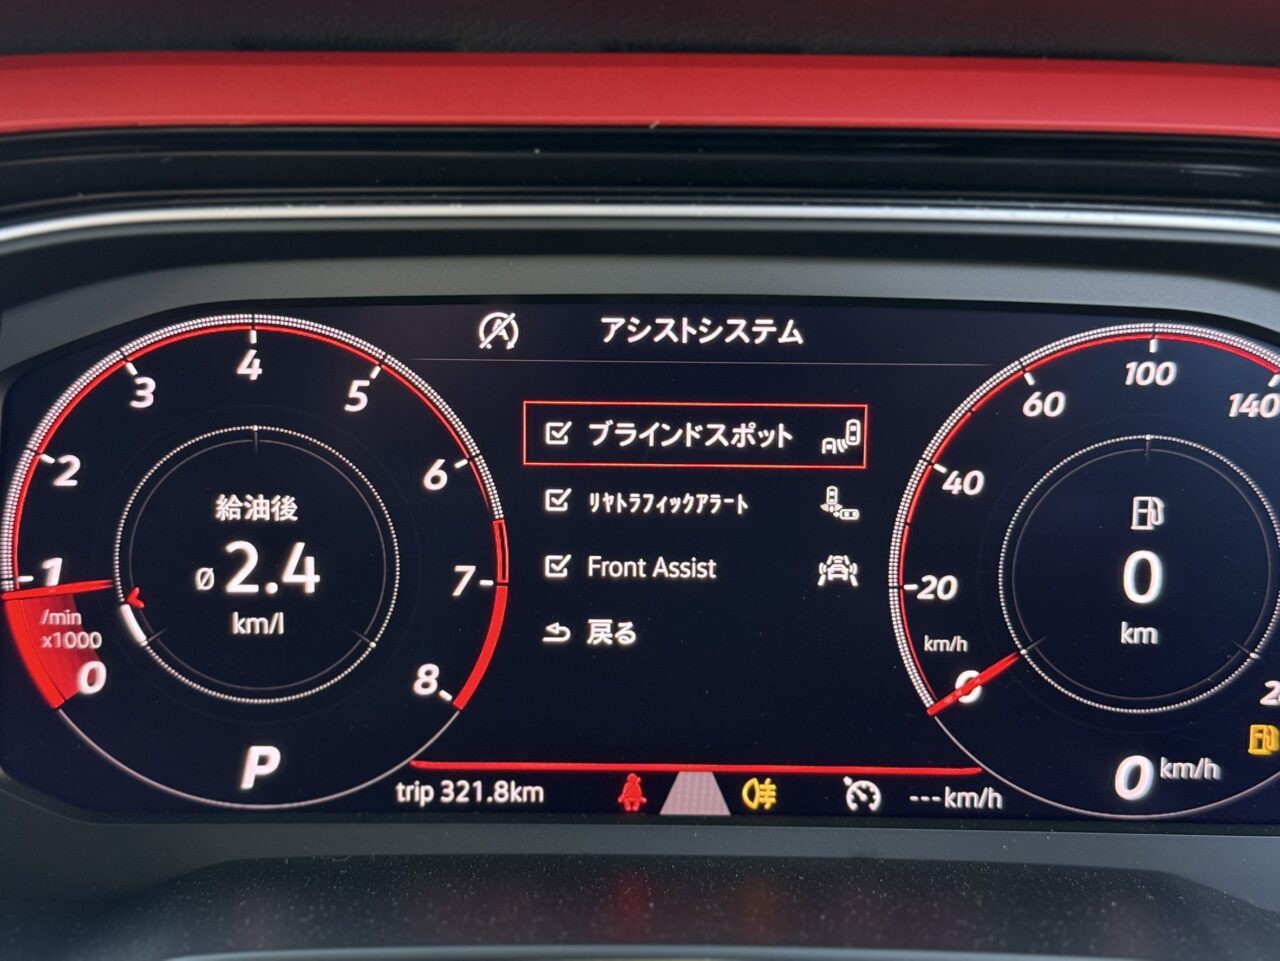 アシストシステム
ブラインドスポット
リヤトラフィックアラート
Front Assist
戻る
給油後
ø 2.4
km/l
0
1
2
3
4
5
6
7
8
/min
x1000
P
trip 321.8km
---km/h
0
20
40
60
100
140
km/h
0
km
0 km/h